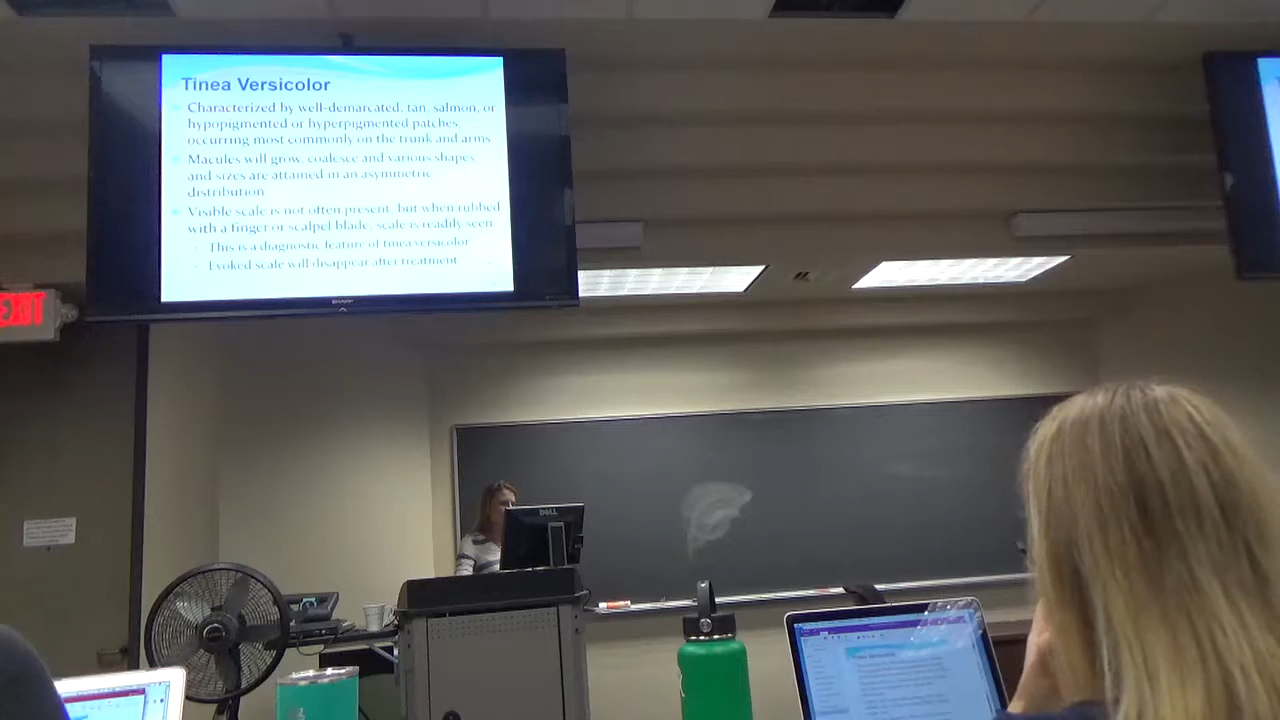 Tinea Versicolor
Characterized by well-demarcated, tan, salmon, or
hypopigmented or hyperpigmented patches,
occurring most commonly on the trunk and arms
Macules will grow, coalesce and various shapes
and sizes are attained in an asymmetric
distribution
Visible scale is not often present, but when rubbed
with a finger or scalpel blade, scale is readily seen
This is a diagnostic feature of tinea versicolor
Evoked scale will disappear after treatment
SHARP
DELL
Tinea Versicolor